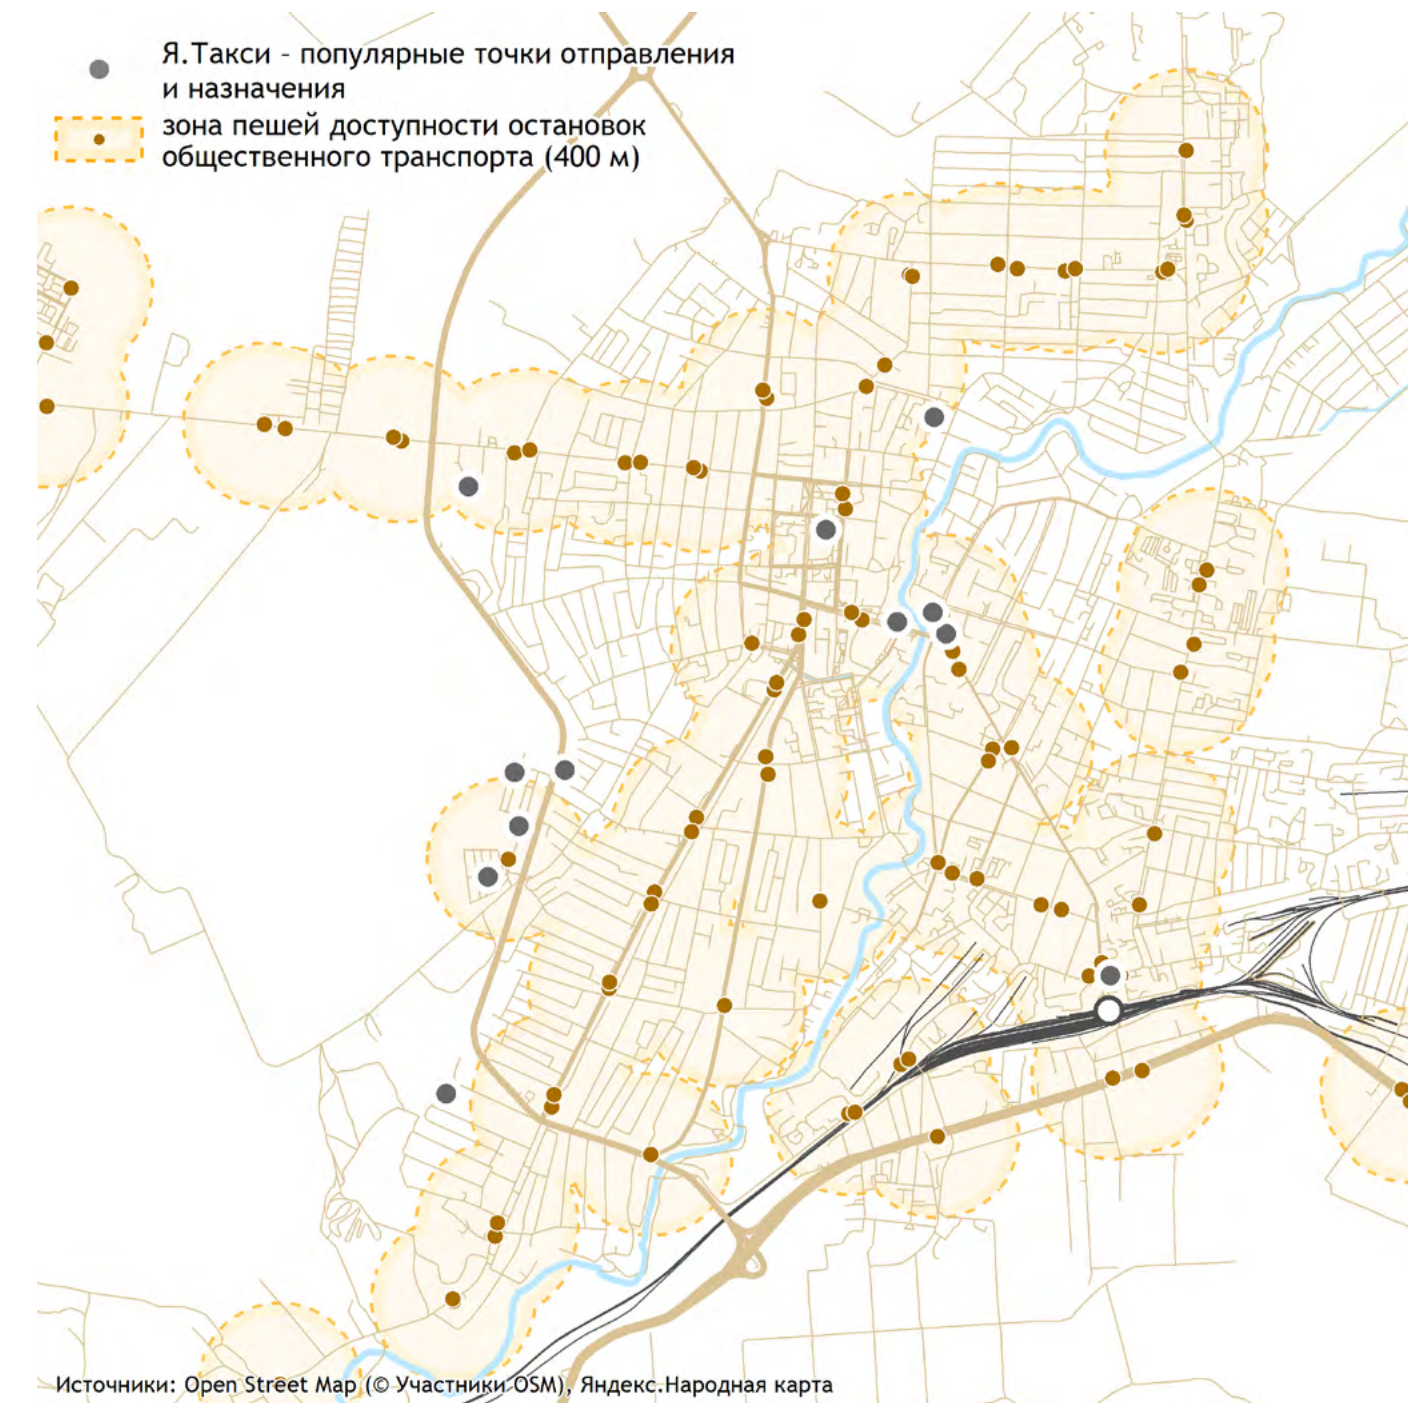 Я.Такси – популярные точки отправления
и назначения
зона пешей доступности остановок
общественного транспорта (400 м)
Источники: Open Street Map (© Участники OSM), Яндекс.Народная карта